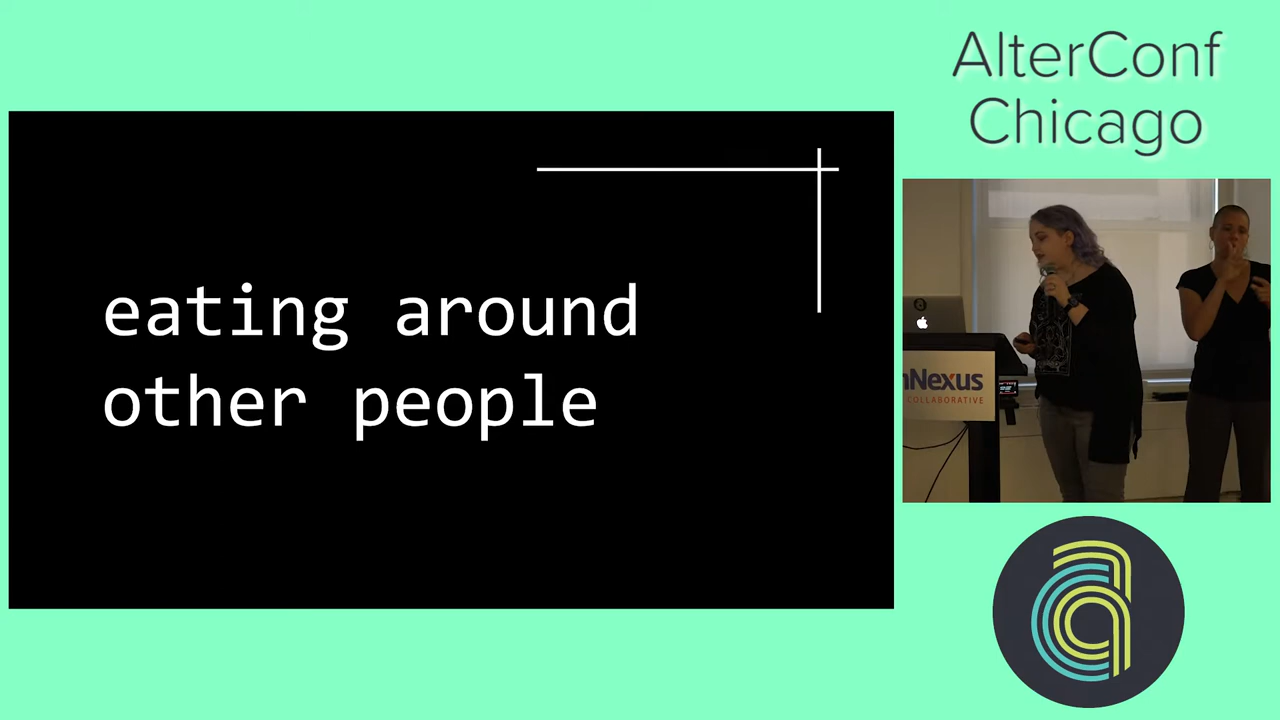 AlterConf
Chicago
eating around
other people
Nexus
COLLABORATIVE